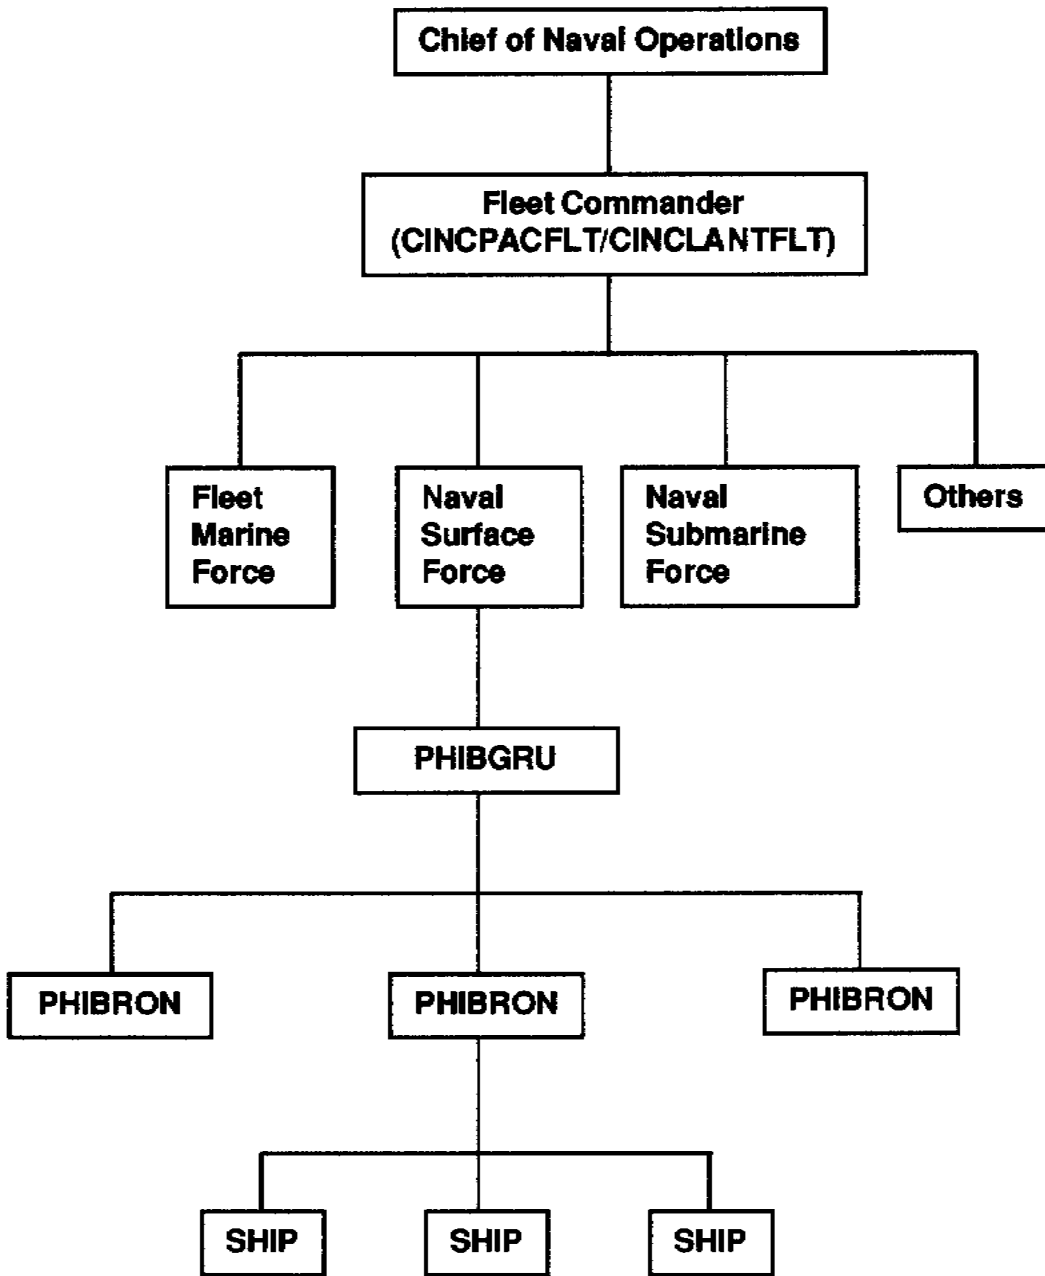 Chief of Naval Operations
Fleet Commander
(CINCPACFLT/CINCLANTFLT)
Fleet
Marine
Force
Naval
Surface
Force
Naval
Submarine
Force
Others
PHIBGRU
PHIBRON
PHIBRON
PHIBRON
SHIP
SHIP
SHIP